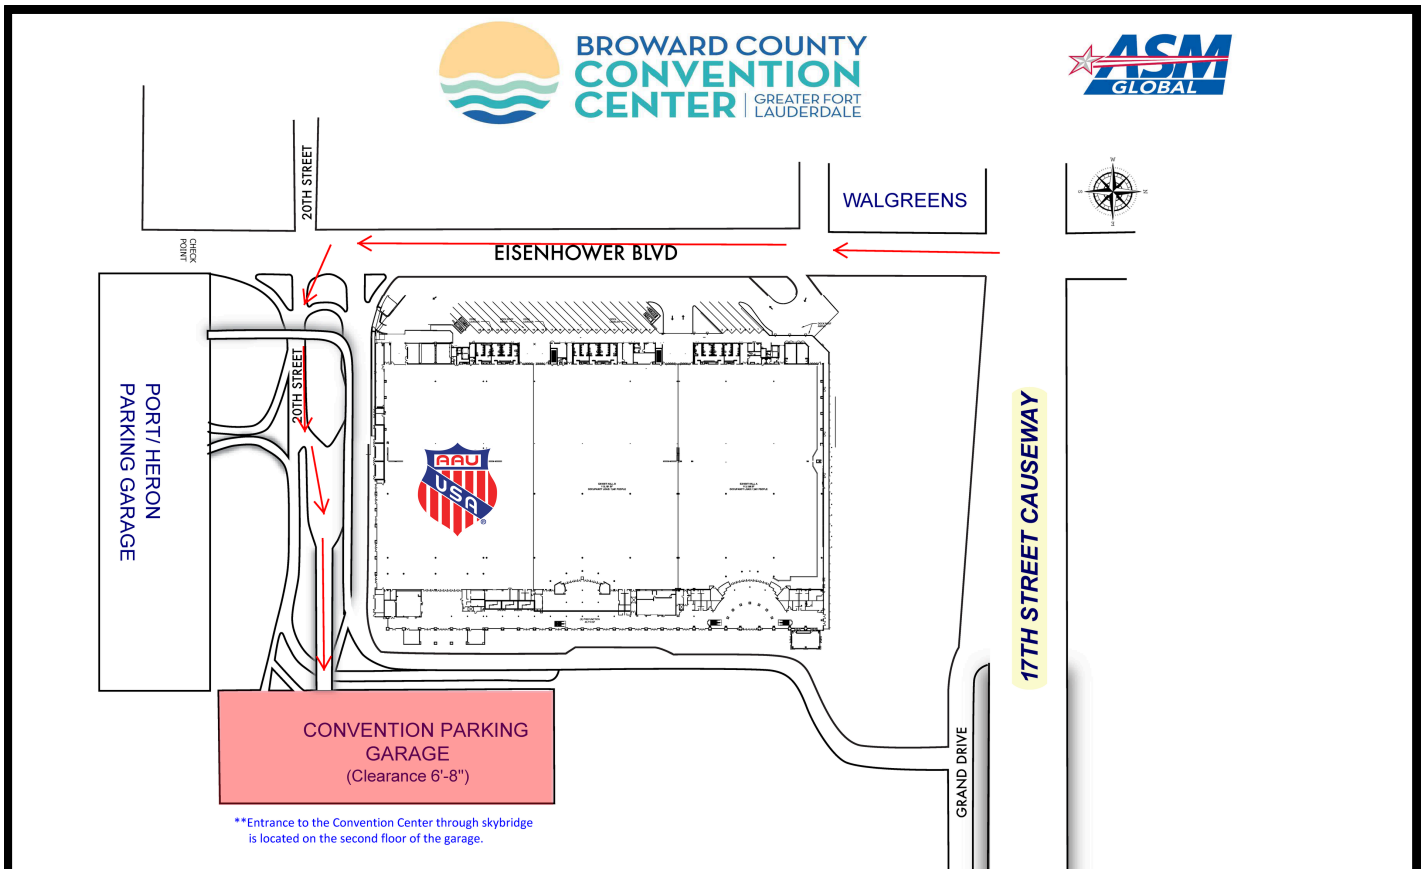 BROWARD COUNTY
CONVENTION
CENTER
GREATER FORT
LAUDERDALE
ASM
GLOBAL
20TH STREET
WALGREENS
W
S
N
E
CHECK
POINT
EISENHOWER BLVD
20TH STREET
PORT/ HERON
PARKING GARAGE
AAU
USA
®
17TH STREET CAUSEWAY
CONVENTION PARKING
GARAGE
(Clearance 6'-8")
GRAND DRIVE
**Entrance to the Convention Center through skybridge
is located on the second floor of the garage.